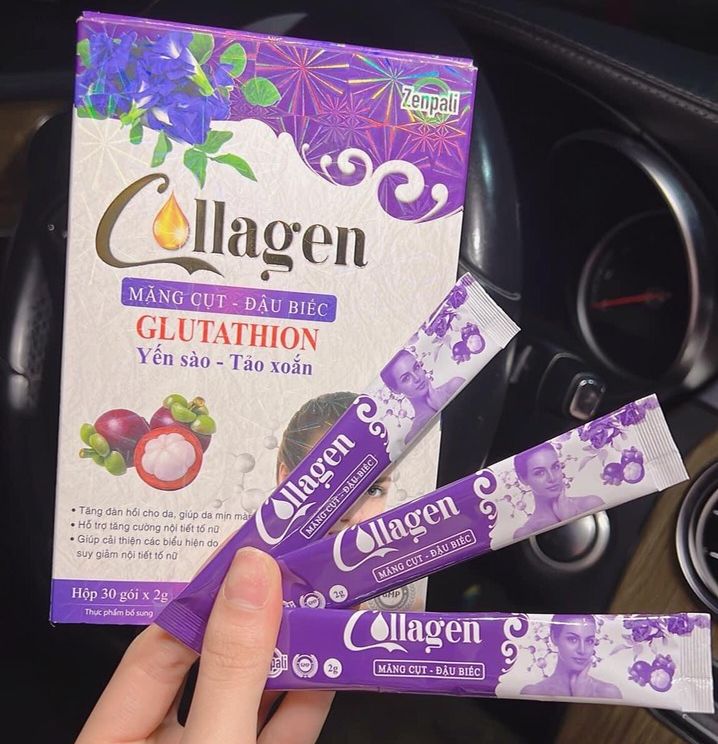 Zenpali
Collagen
MĂNG CỤT - ĐẬU BIẾC
GLUTATHION
Yến sào - Tảo xoắn
• Tăng đàn hồi cho da, giúp da mịn
• Hỗ trợ tăng cường nội tiết tố nữ
• Giúp cải thiện các biểu hiện do
suy giảm nội tiết tố nữ
Hộp 30 gói x 2g
Thực phẩm bổ sung
GMP
Collagen
MĂNG CỤT - ĐẬU BIẾC
Collagen
MĂNG CỤT - ĐẬU BIẾC
2g
Collagen
MĂNG CỤT - ĐẬU BIẾC
GMP
2g